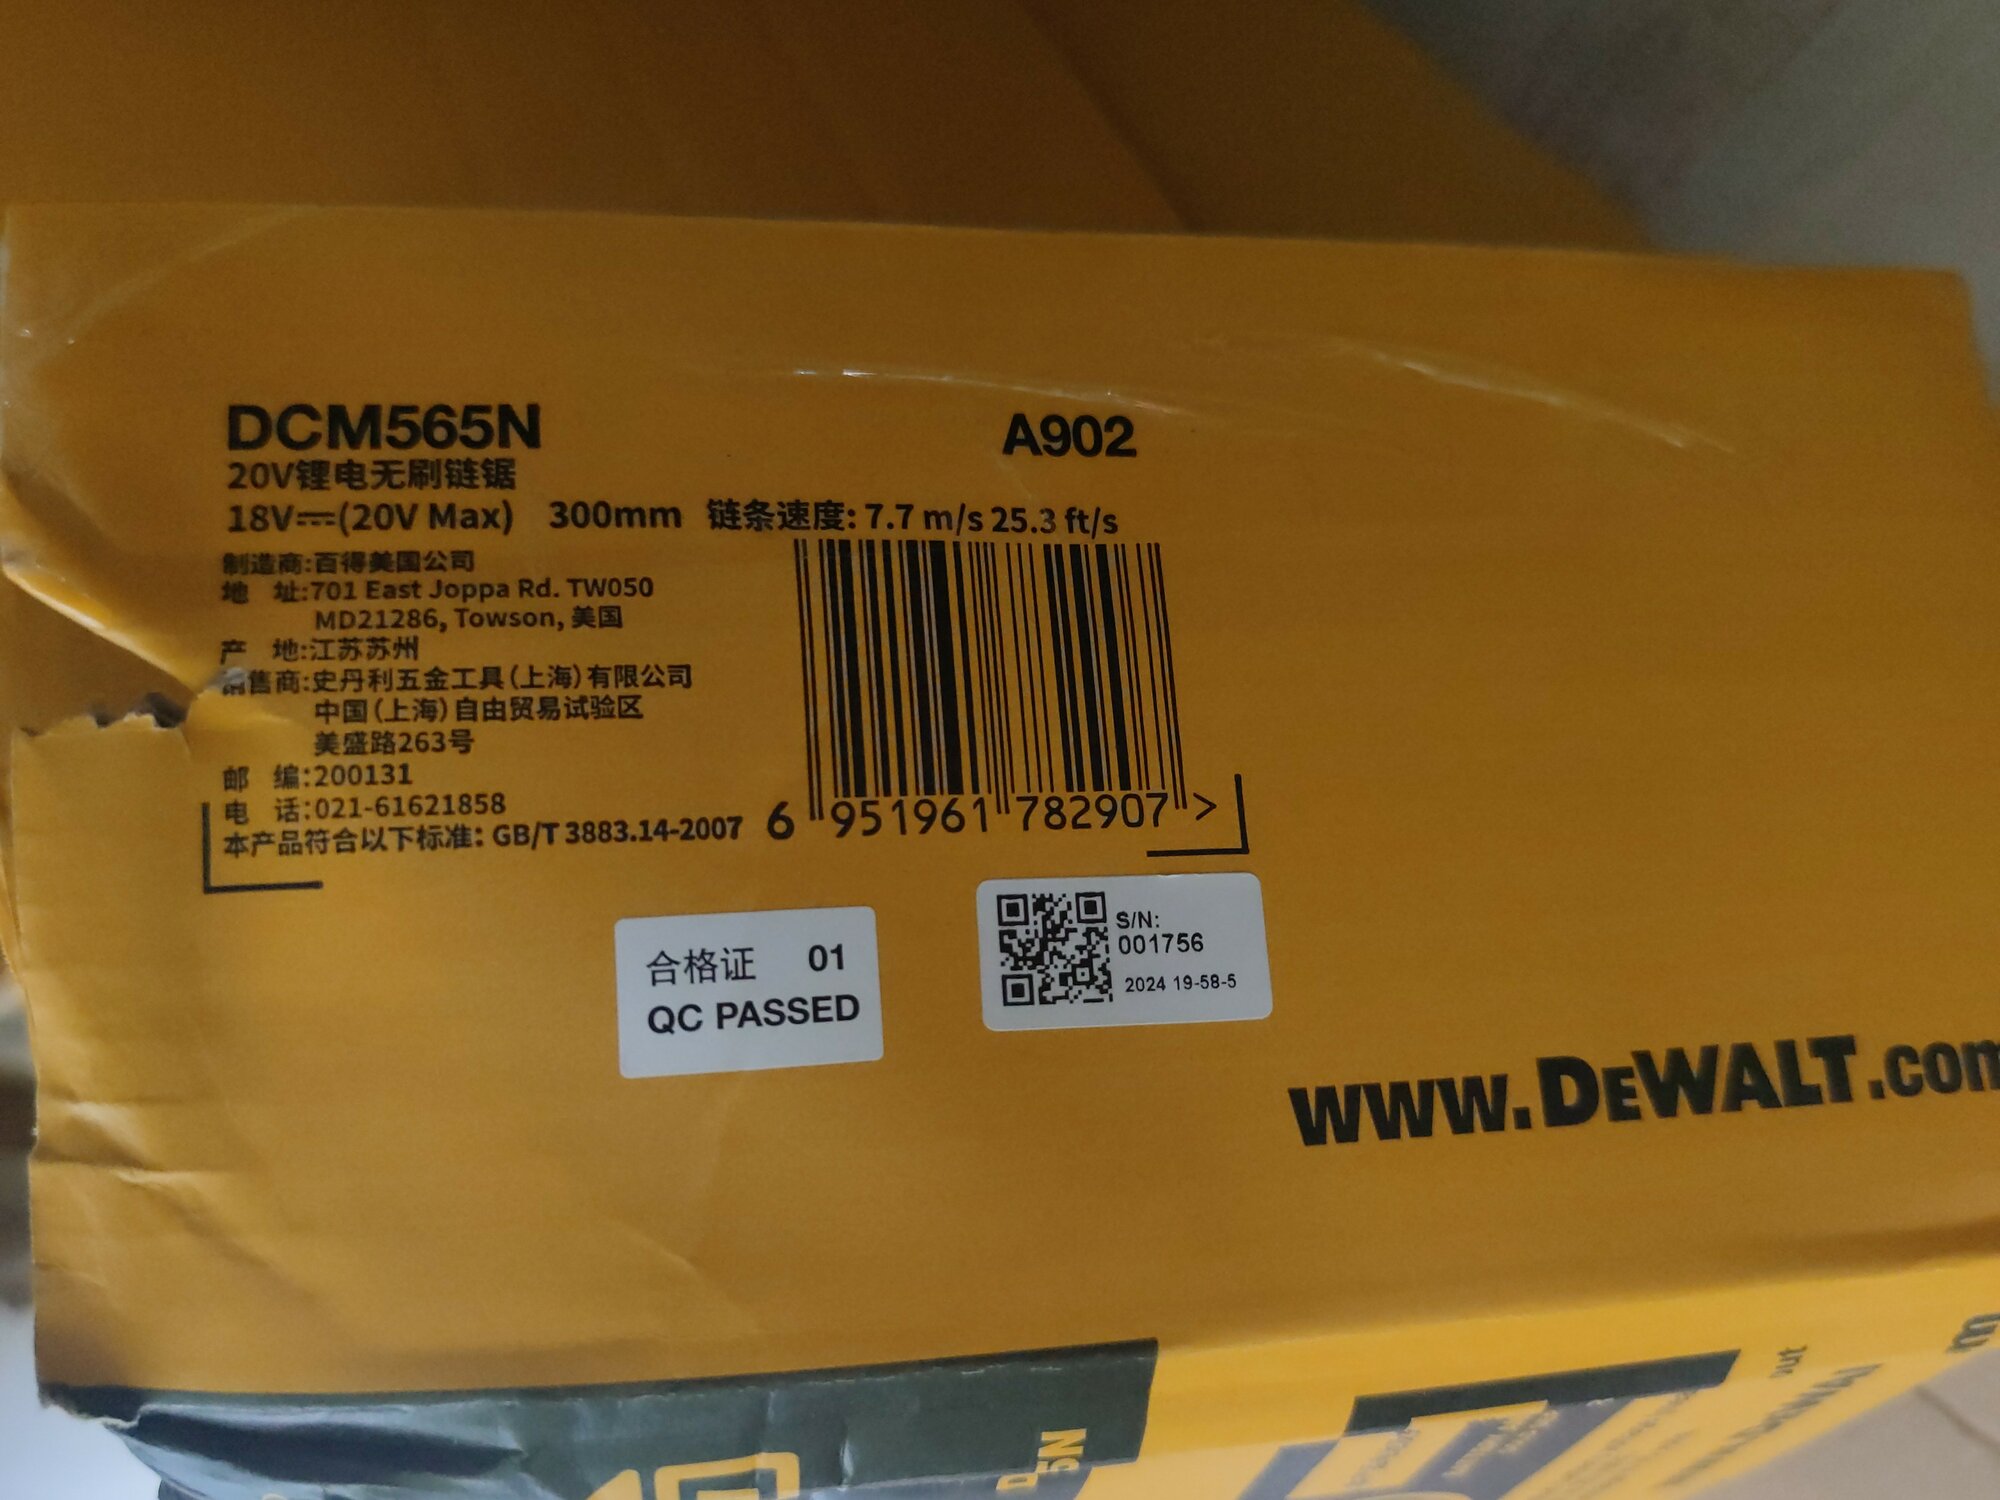 DCM565N
A902
20V锂电无刷链锯
18V⎓(20V Max) 300mm 链条速度: 7.7 m/s 25.3 ft/s
制造商:百得美国公司
地 址:701 East Joppa Rd. TW050
MD21286, Towson, 美国
产 地:江苏苏州
销售商:史丹利五金工具(上海)有限公司
中国(上海)自由贸易试验区
美盛路263号
邮 编:200131
电 话:021-61621858
本产品符合以下标准: GB/T 3883.14-2007
6 951961 782907 >
合格证 01
QC PASSED
S/N:
001756
2024 19-58-5
www.DEWALT.com
5N
out